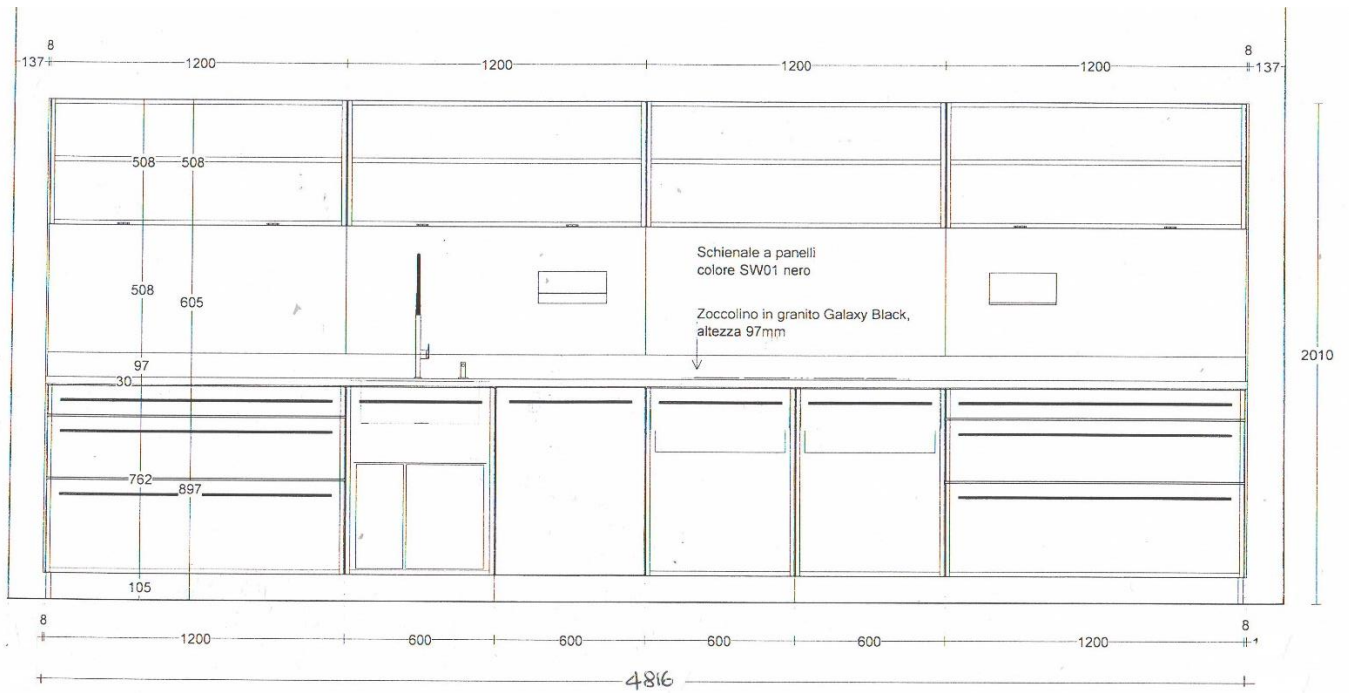 8 8
137 1200 1200 1200 1200 137
508 508
Schienale a panelli
colore SW01 nero
508
605
Zoccolino in granito Galaxy Black,
altezza 97mm
2010
97
30
762
897
105
8 8
1200 600 600 600 600 1200 1
4816